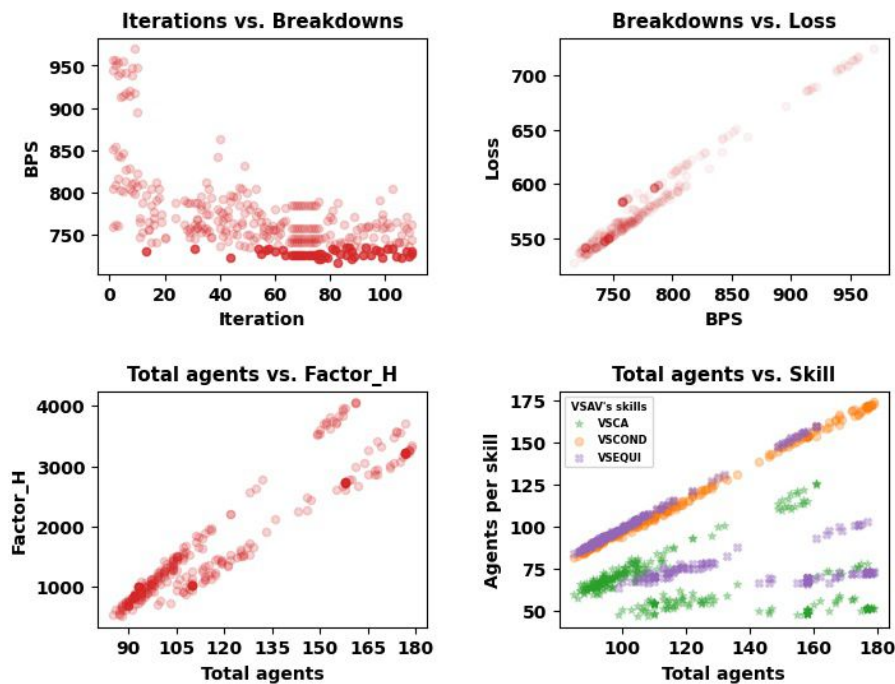 Iterations vs. Breakdowns
950
900
850
800
750
BPS
0 20 40 60 80 100
Iteration
Breakdowns vs. Loss
700
650
600
550
Loss
750 800 850 900 950
BPS
Total agents vs. Factor_H
4000
3000
2000
1000
Factor_H
90 105 120 135 150 165 180
Total agents
Total agents vs. Skill
175
150
125
100
75
50
Agents per skill
VSAV's skills
VSCA
VSCOND
VSEQUI
100 120 140 160 180
Total agents